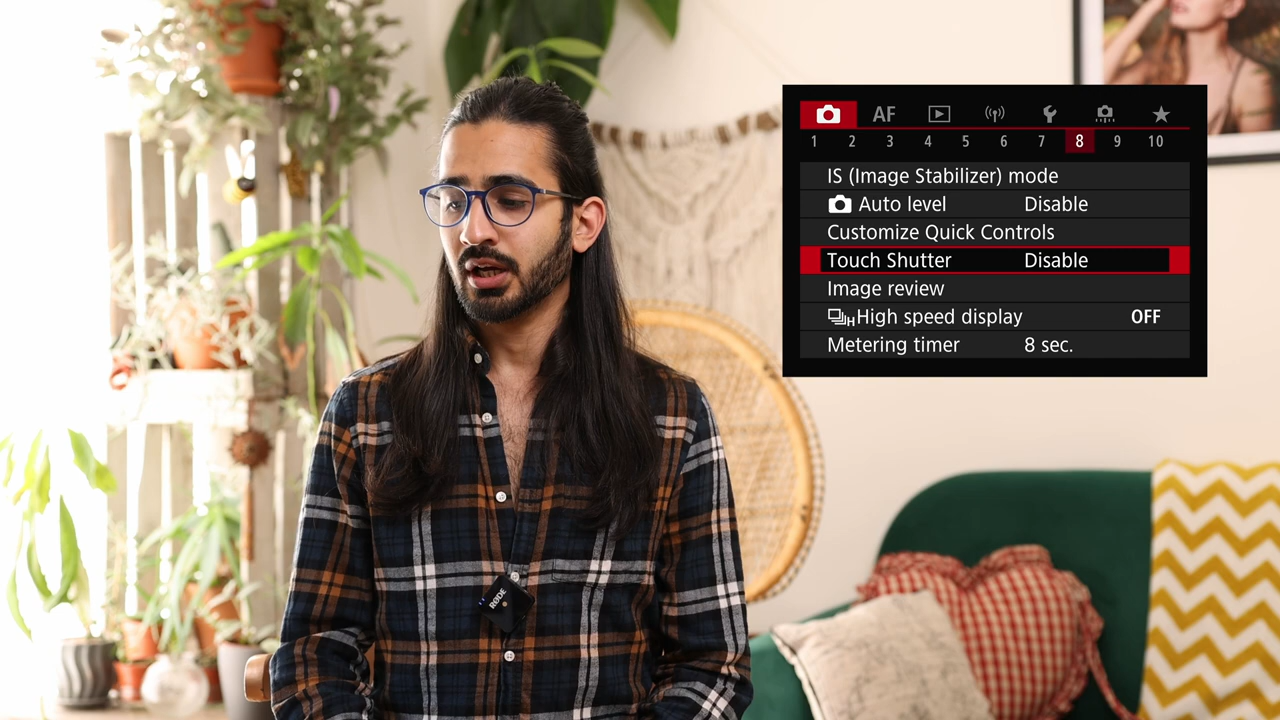 AF
1 2 3 4 5 6 7 8 9 10
IS (Image Stabilizer) mode
Auto level Disable
Customize Quick Controls
Touch Shutter Disable
Image review
H High speed display OFF
Metering timer 8 sec.
RØDE